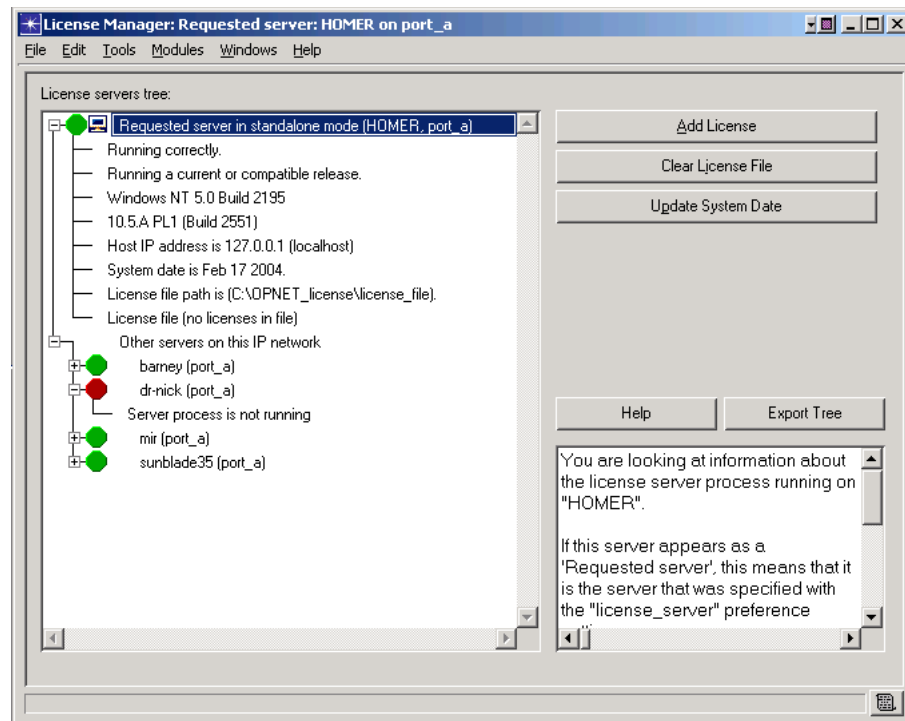 License Manager: Requested server: HOMER on port_a
File Edit Tools Modules Windows Help
License servers tree:
Requested server in standalone mode (HOMER, port_a)
Running correctly.
Running a current or compatible release.
Windows NT 5.0 Build 2195
10.5.A PL1 (Build 2551)
Host IP address is 127.0.0.1 (localhost)
System date is Feb 17 2004.
License file path is (C:\OPNET_license\license_file).
License file (no licenses in file)
Other servers on this IP network
barney (port_a)
dr-nick (port_a)
Server process is not running
mir (port_a)
sunblade35 (port_a)
Add License
Clear License File
Update System Date
Help
Export Tree
You are looking at information about
the license server process running on
"HOMER".
If this server appears as a
'Requested server', this means that it
is the server that was specified with
the "license_server" preference